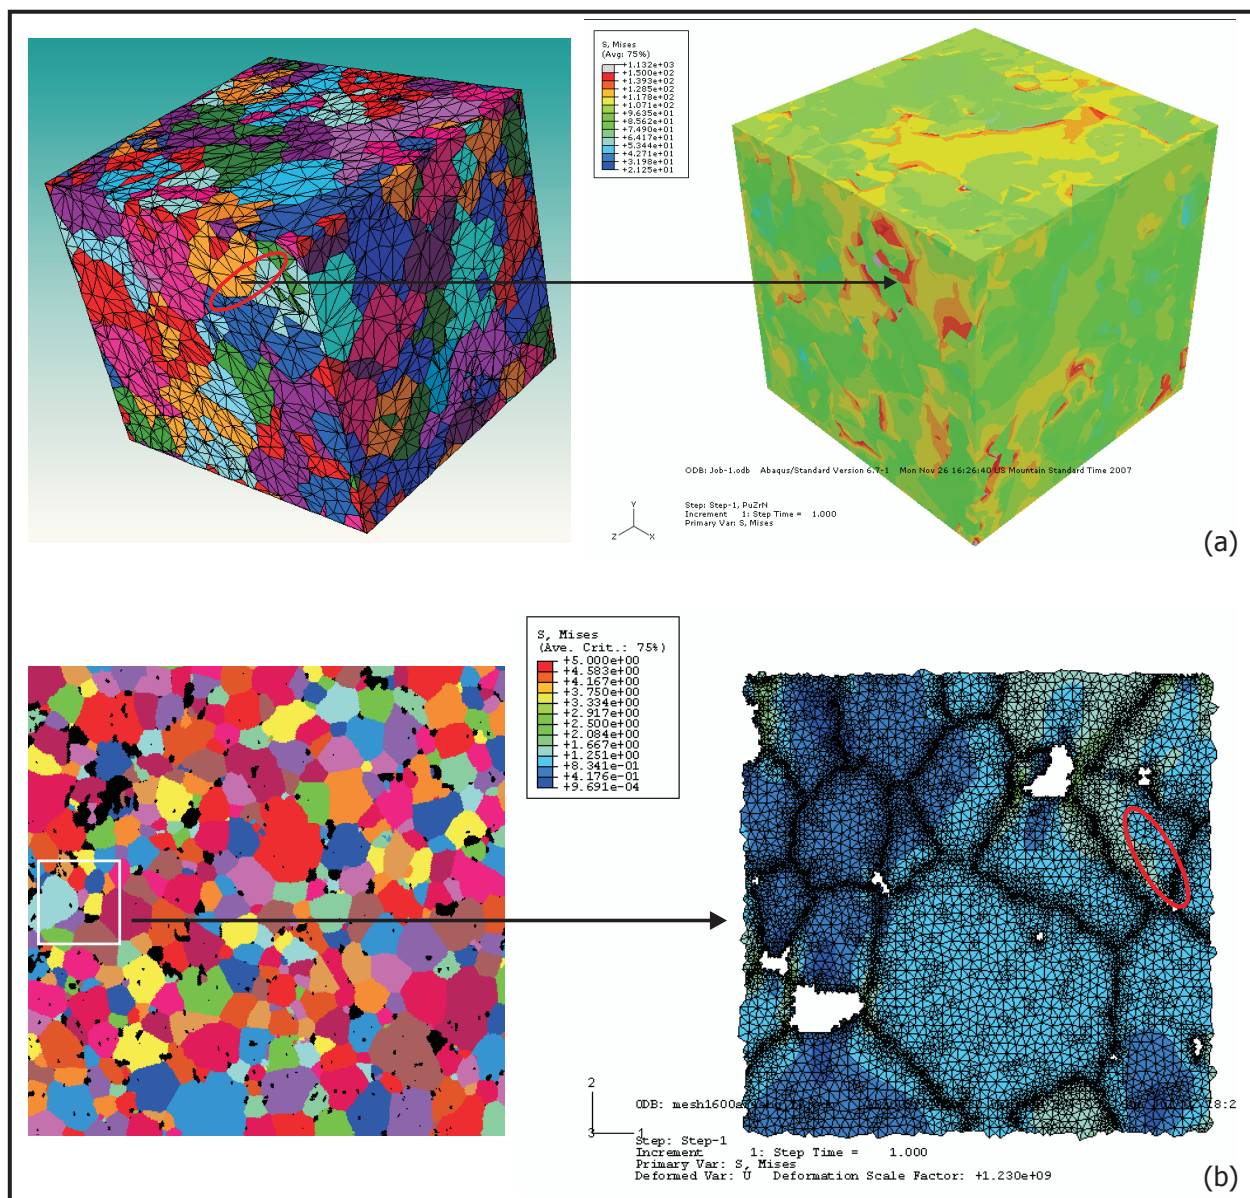 S, Mises
(Avg: 75%)
+1.132e+03
+1.500e+02
+1.393e+02
+1.285e+02
+1.178e+02
+1.071e+02
+9.635e+01
+8.562e+01
+7.490e+01
+6.417e+01
+5.344e+01
+4.271e+01
+3.198e+01
+2.125e+01
ODB: Job-1.odb Abaqus/Standard Version 6.7-1 Mon Nov 26 16:26:40 US Mountain Standard Time 2007
Y
Z X
Step: Step-1, PuZrN
Increment 1: Step Time = 1.000
Primary Var: S, Mises
(a)
S, Mises
(Ave. Crit.: 75%)
+5.000e+00
+4.583e+00
+4.167e+00
+3.750e+00
+3.334e+00
+2.917e+00
+2.500e+00
+2.084e+00
+1.667e+00
+1.251e+00
+8.341e-01
+4.176e-01
+9.691e-04
2
3 1
ODB: mesh1600a
8:2
Step: Step-1
Increment 1: Step Time = 1.000
Primary Var: S, Mises
Deformed Var: U Deformation Scale Factor: +1.230e+09
(b)